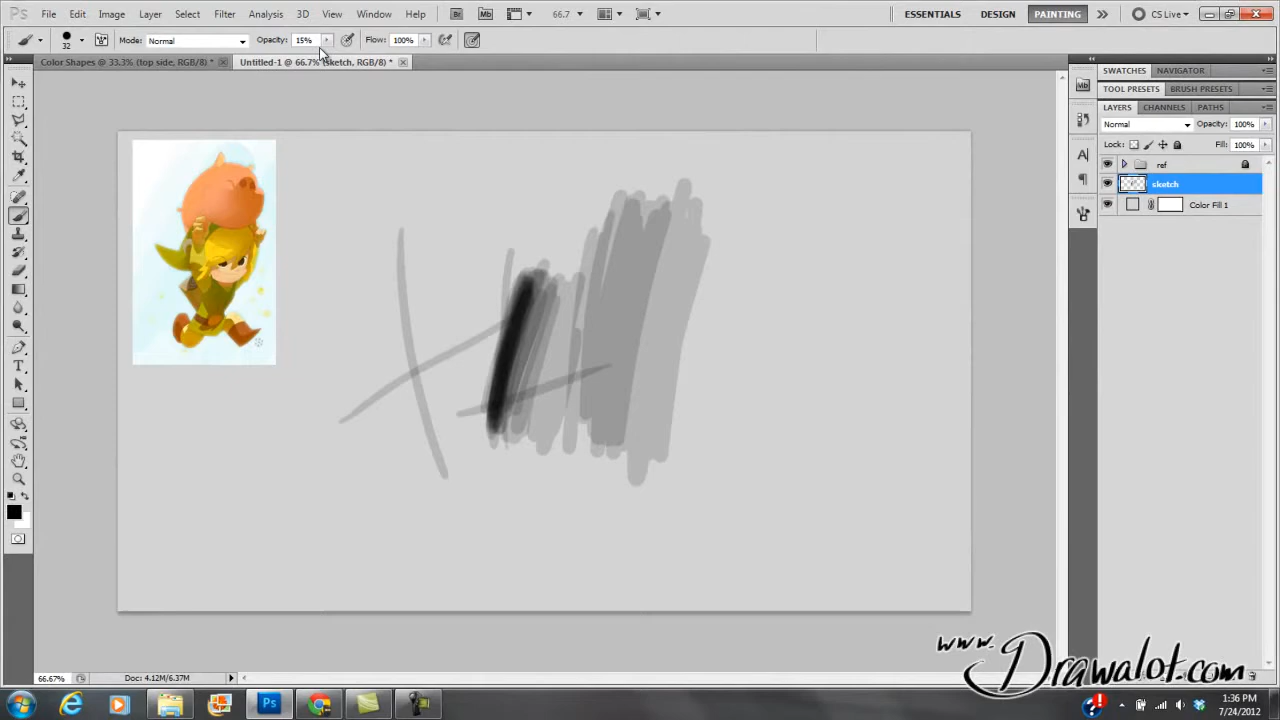 Ps File Edit Image Layer Select Filter Analysis 3D View Window Help Br Mb 66.7 ESSENTIALS DESIGN PAINTING CS Live
32 Mode: Normal Opacity: 15% Flow: 100%
Color Shapes @ 33.3% (top side, RGB/8) * Untitled-1 @ 66.7% (sketch, RGB/8) *
SWATCHES NAVIGATOR
TOOL PRESETS BRUSH PRESETS
LAYERS CHANNELS PATHS
Normal Opacity: 100%
Lock: Fill: 100%
ref
sketch
Color Fill 1
www.Drawalot.com
66.67% Doc: 4.12M/6.37M
Ps
1:36 PM
7/24/2012